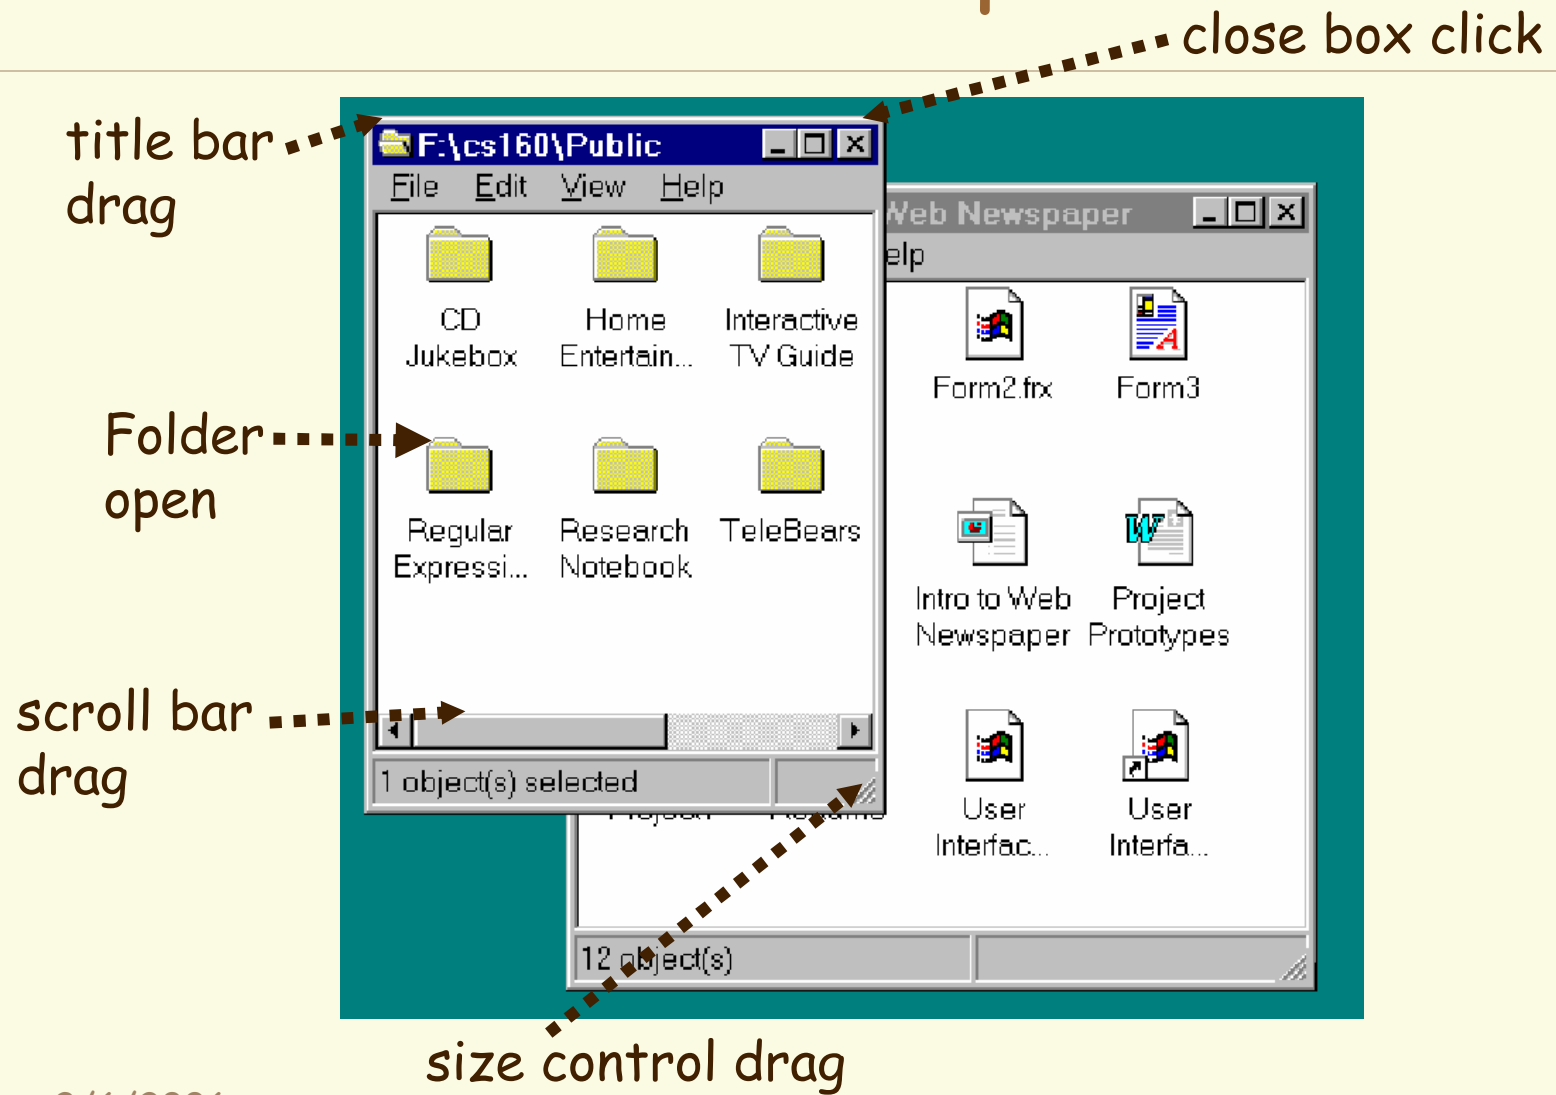 close box click
title bar
drag
F:\cs160\Public
File Edit View Help
Web Newspaper
elp
CD
Jukebox
Home
Entertain...
Interactive
TV Guide
Form2.frx
Form3
Folder
open
Regular
Expressi...
Research
Notebook
TeleBears
Intro to Web
Newspaper
Project
Prototypes
scroll bar
drag
1 object(s) selected
User
Interfac...
User
Interfa...
12 object(s)
size control drag